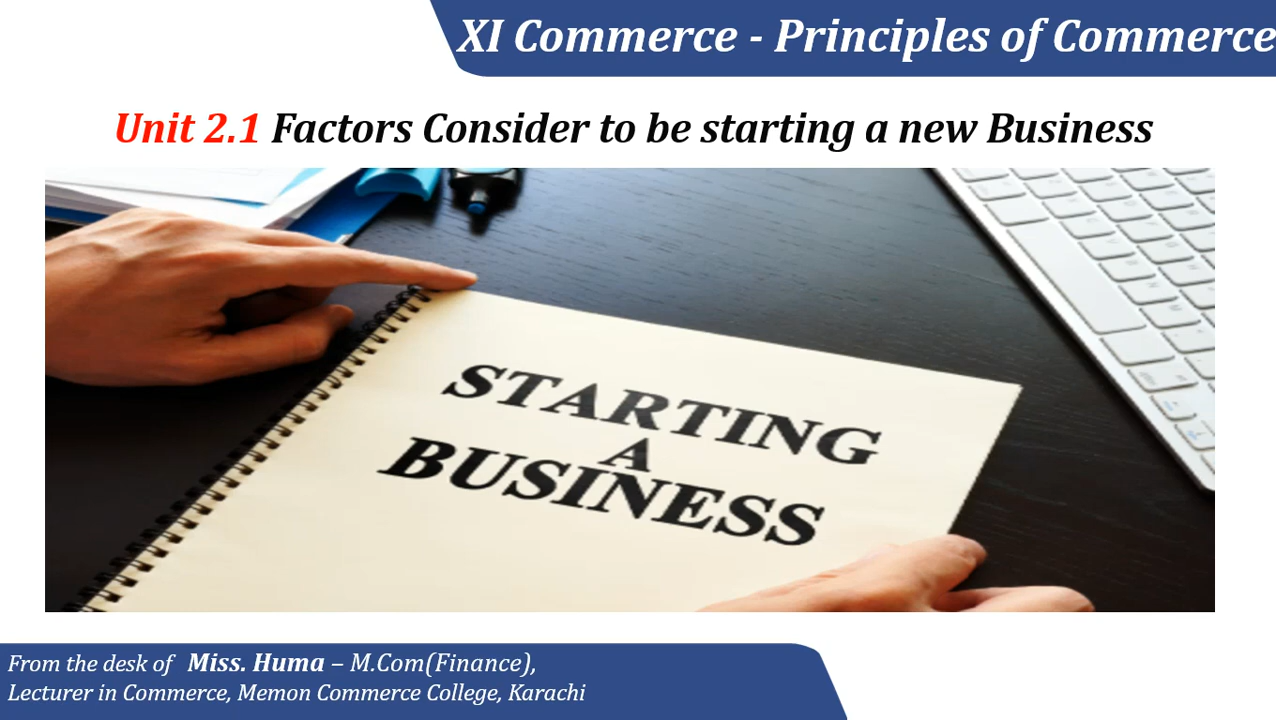 XI Commerce - Principles of Commerce
Unit 2.1 Factors Consider to be starting a new Business
STARTING
A
BUSINESS
From the desk of Miss. Huma – M.Com(Finance),
Lecturer in Commerce, Memon Commerce College, Karachi